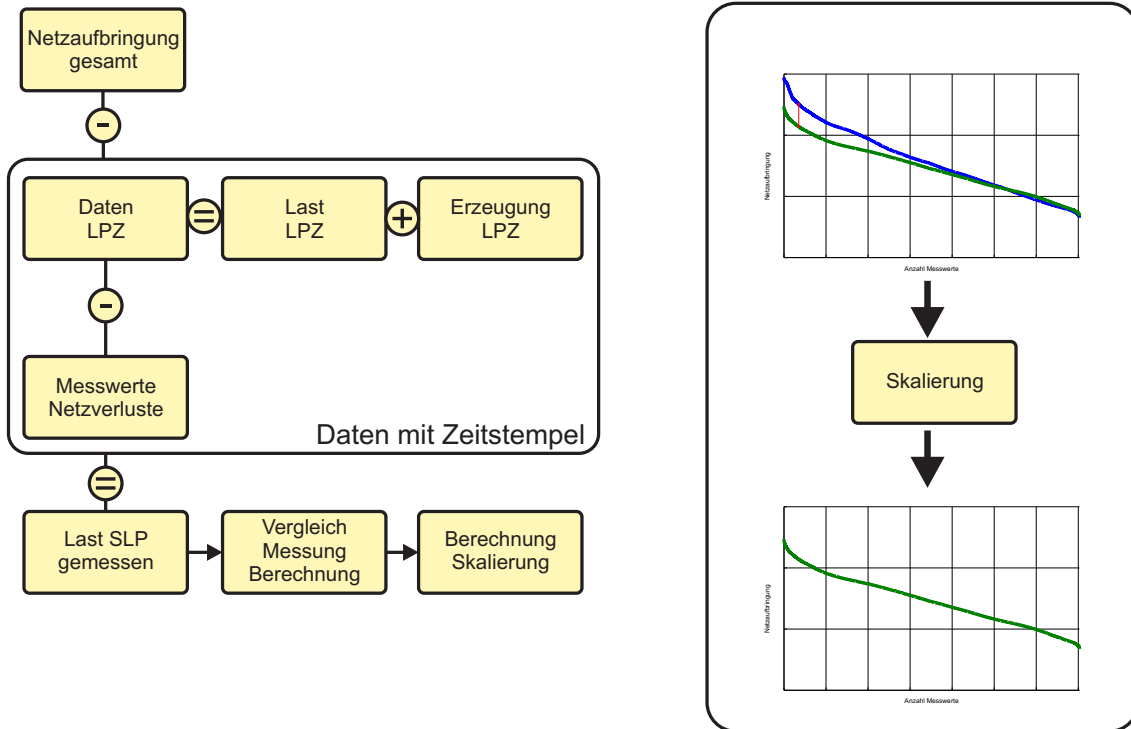 Netzaufbringung
gesamt
-
Daten
LPZ
=
Last
LPZ
+
Erzeugung
LPZ
-
Messwerte
Netzverluste
Daten mit Zeitstempel
=
Last SLP
gemessen
Vergleich
Messung
Berechnung
Berechnung
Skalierung
Netzaufbringung
Anzahl Messwerte
Skalierung
Netzaufbringung
Anzahl Messwerte